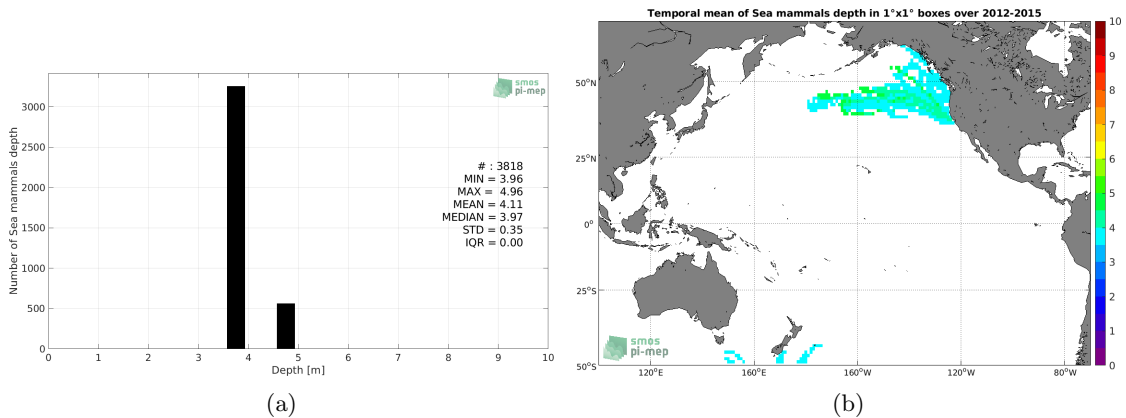 3000
2500
2000
1500
1000
500
0
Number of Sea mammals depth
0 1 2 3 4 5 6 7 8 9 10
Depth [m]
smos
pi-mep
# : 3818
MIN = 3.96
MAX = 4.96
MEAN = 4.11
MEDIAN = 3.97
STD = 0.35
IQR = 0.00
(a)
Temporal mean of Sea mammals depth in 1°x1° boxes over 2012-2015
50°N
25°N
0°
25°S
50°S
120°E 160°E 160°W 120°W 80°W
smos
pi-mep
10
9
8
7
6
5
4
3
2
1
0
(b)